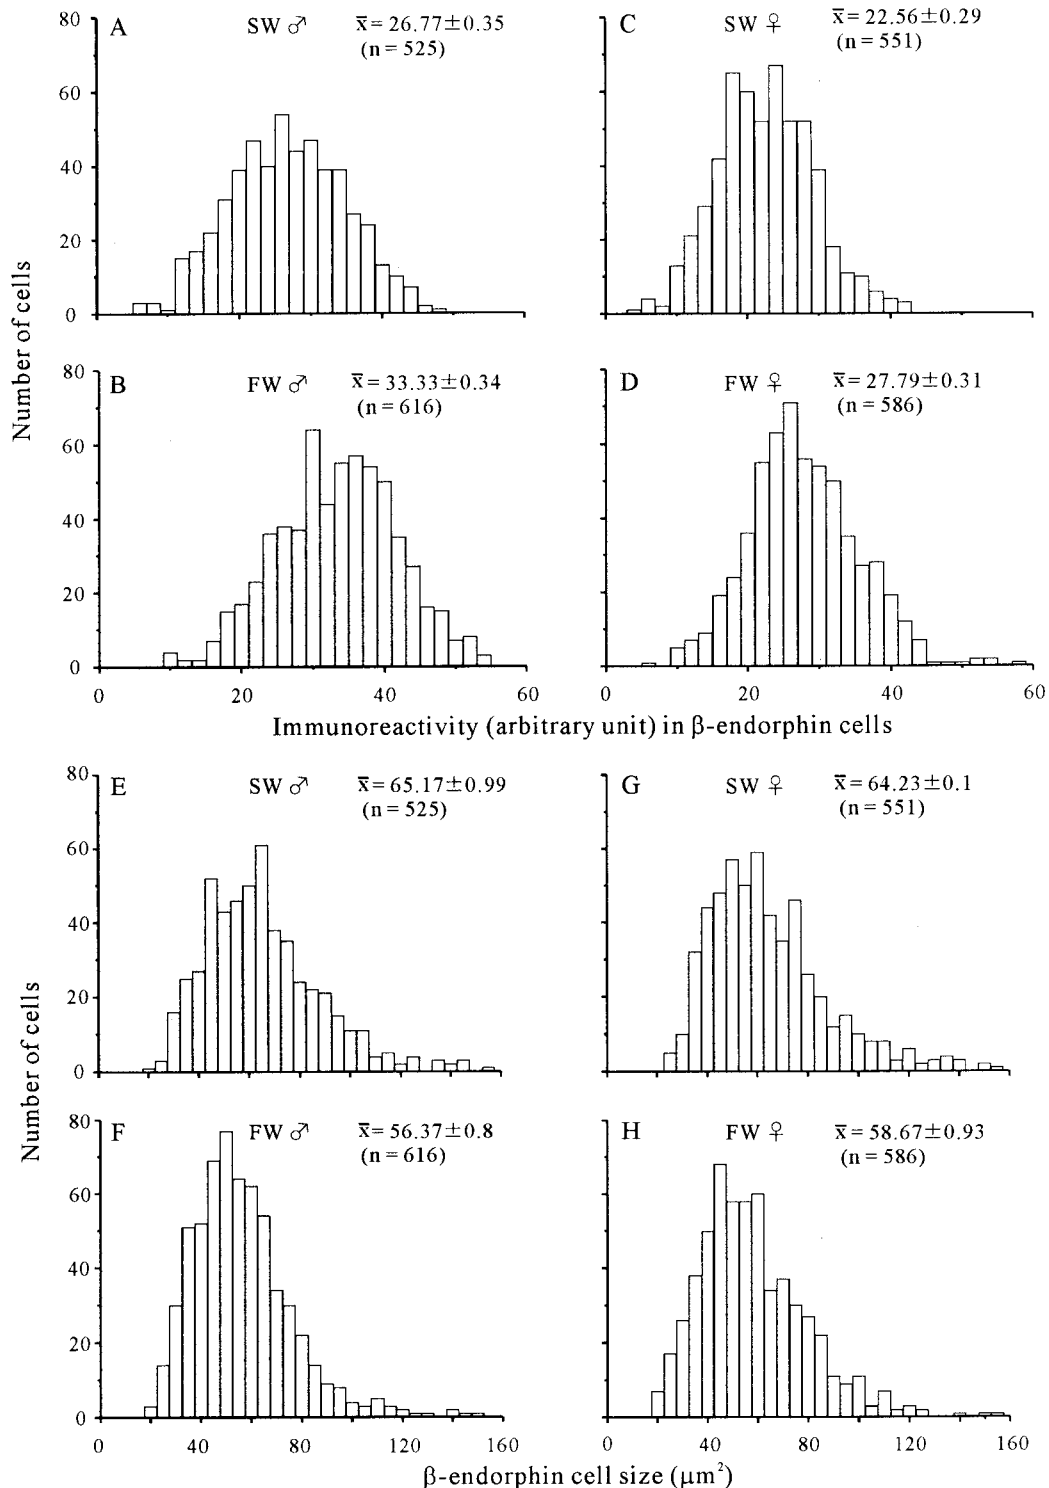 A SW ♂ x̄ = 26.77±0.35
(n = 525)
C SW ♀ x̄ = 22.56±0.29
(n = 551)
80
60
40
20
0
B FW ♂ x̄ = 33.33±0.34
(n = 616)
D FW ♀ x̄ = 27.79±0.31
(n = 586)
80
60
40
20
0
0 20 40 60
0 20 40 60
Number of cells
Immunoreactivity (arbitrary unit) in β-endorphin cells
E SW ♂ x̄ = 65.17±0.99
(n = 525)
G SW ♀ x̄ = 64.23±0.1
(n = 551)
80
60
40
20
0
F FW ♂ x̄ = 56.37±0.8
(n = 616)
H FW ♀ x̄ = 58.67±0.93
(n = 586)
80
60
40
20
0
0 40 80 120 160
0 40 80 120 160
Number of cells
β-endorphin cell size (μm²)